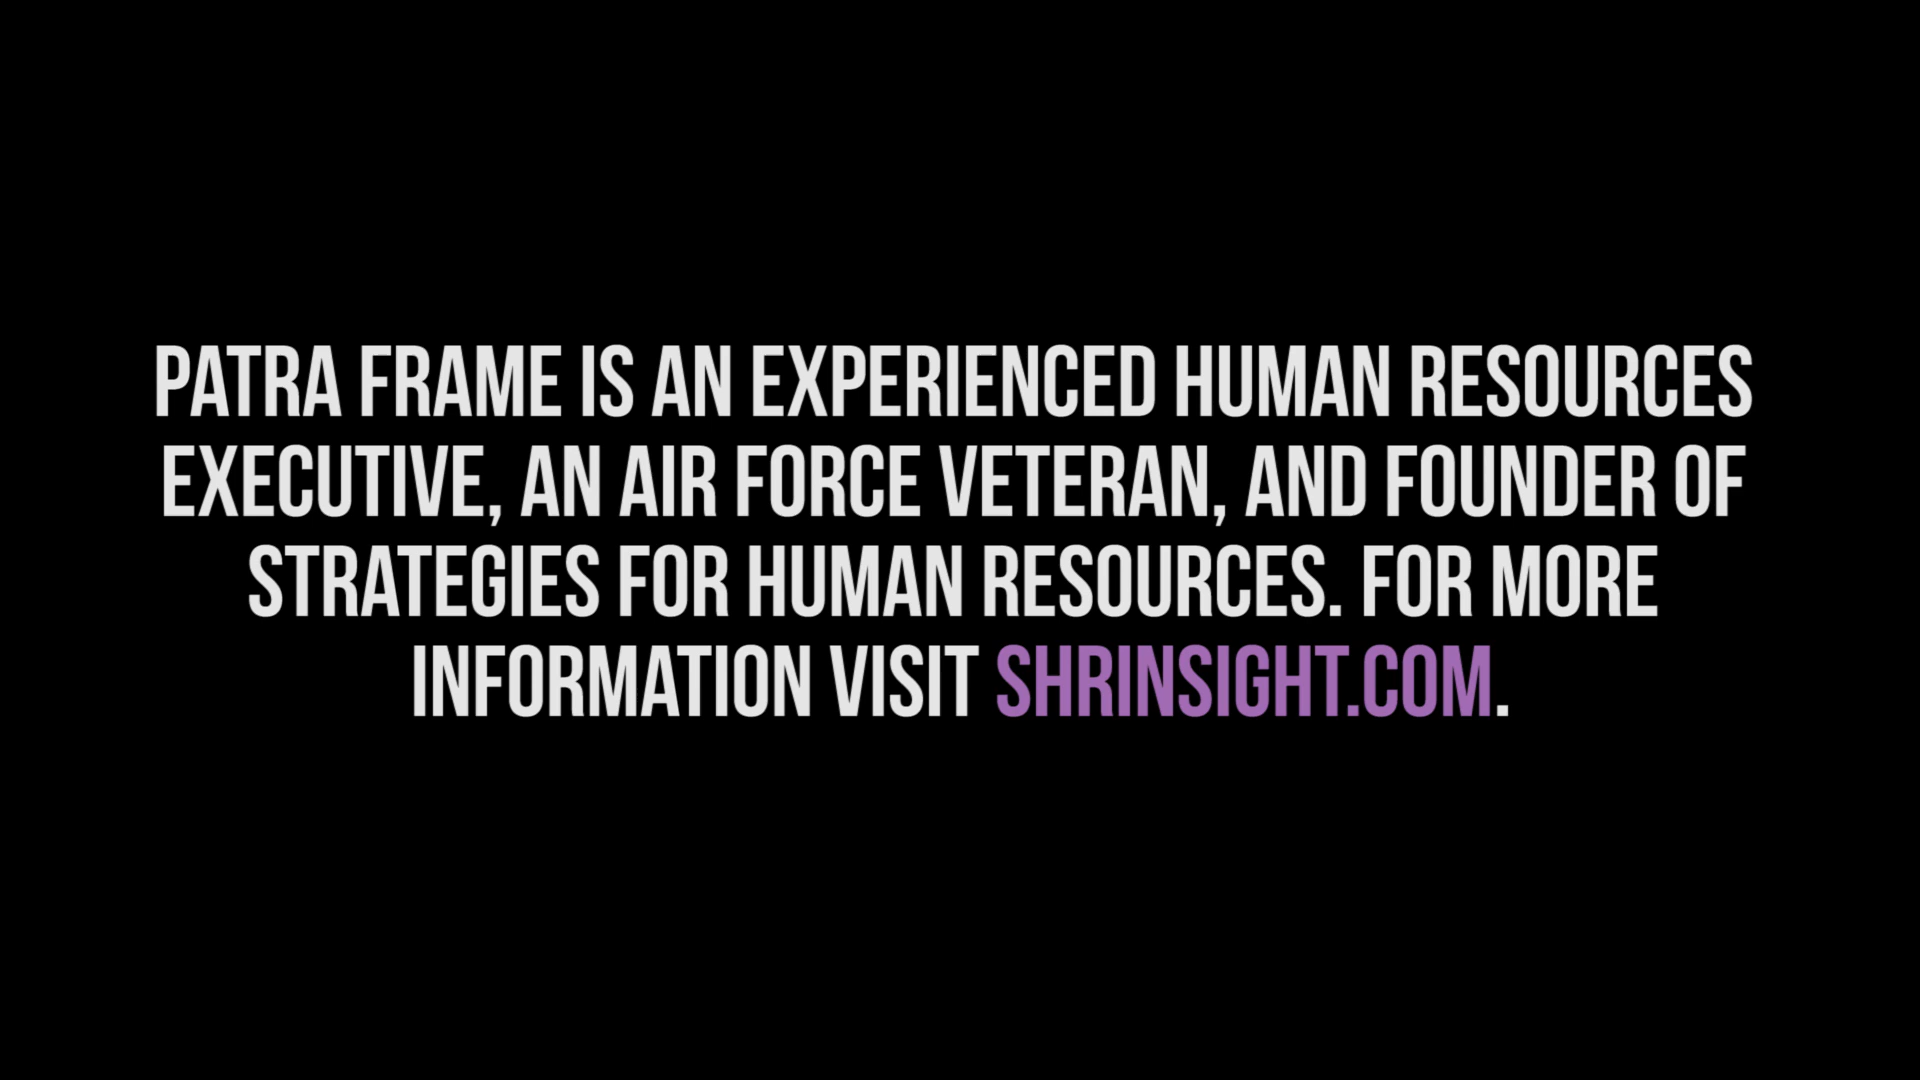 PATRA FRAME IS AN EXPERIENCED HUMAN RESOURCES
EXECUTIVE, AN AIR FORCE VETERAN, AND FOUNDER OF
STRATEGIES FOR HUMAN RESOURCES. FOR MORE
INFORMATION VISIT SHRINSIGHT.COM.